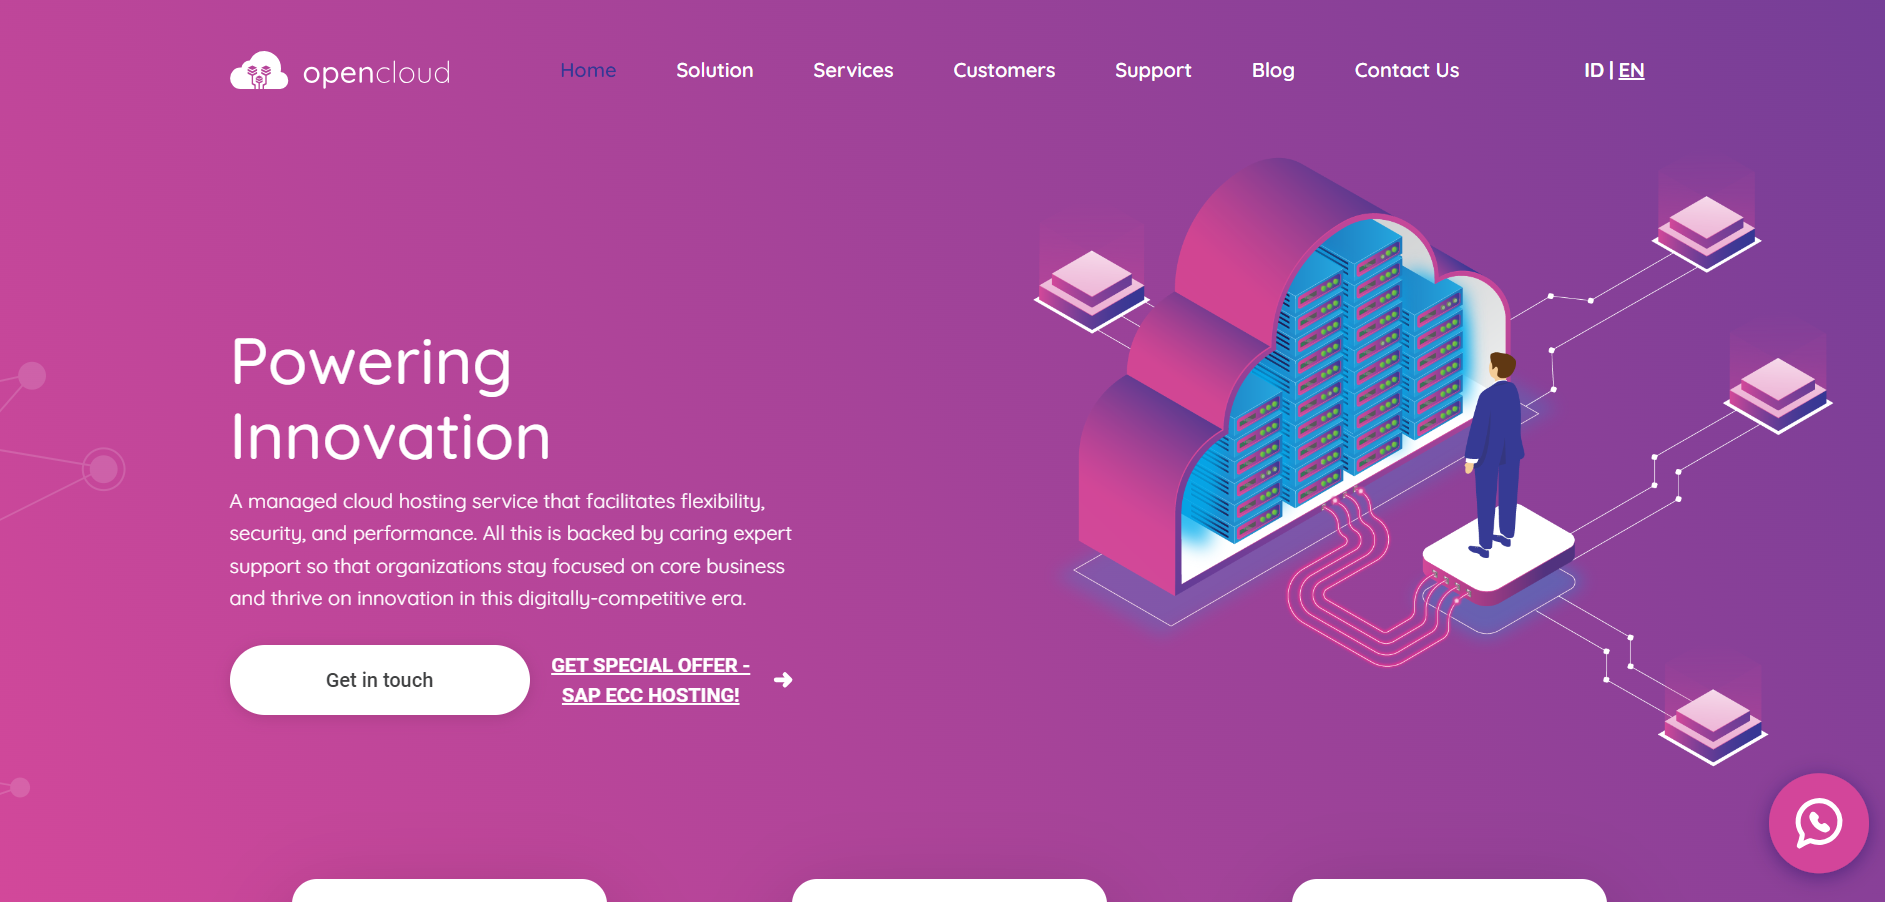 opencloud
Home
Solution
Services
Customers
Support
Blog
Contact Us
ID | EN
Powering
Innovation
A managed cloud hosting service that facilitates flexibility,
security, and performance. All this is backed by caring expert
support so that organizations stay focused on core business
and thrive on innovation in this digitally-competitive era.
Get in touch
GET SPECIAL OFFER -
SAP ECC HOSTING!